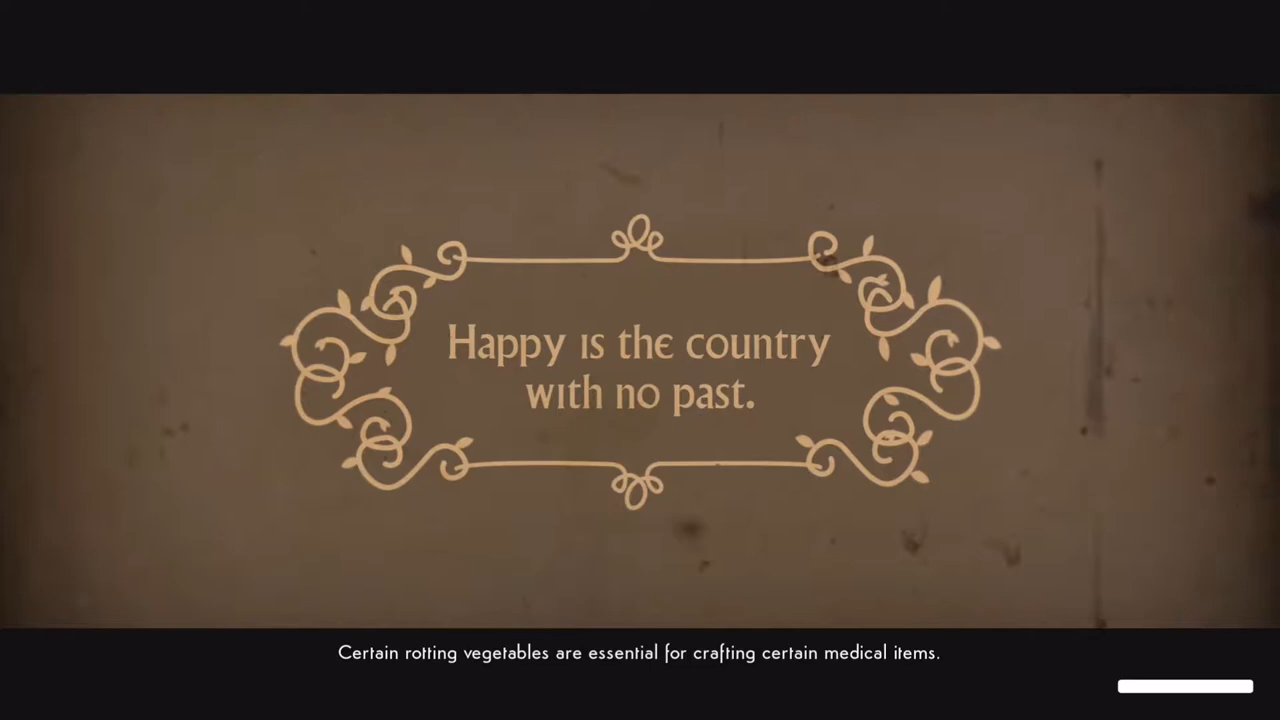 Happy is the country
with no past.
Certain rotting vegetables are essential for crafting certain medical items.